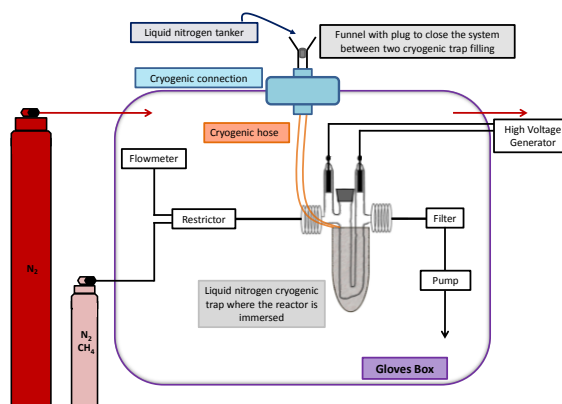 Liquid nitrogen tanker
Funnel with plug to close the system
between two cryogenic trap filling
Cryogenic connection
Cryogenic hose
High Voltage
Generator
Flowmeter
Restrictor
Filter
N₂
Liquid nitrogen cryogenic
trap where the reactor is
immersed
Pump
N₂
CH₄
Gloves Box